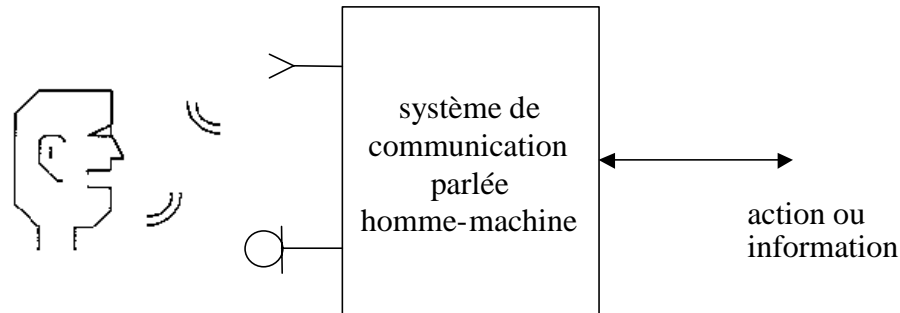 système de
communication
parlée
homme-machine
action ou
information